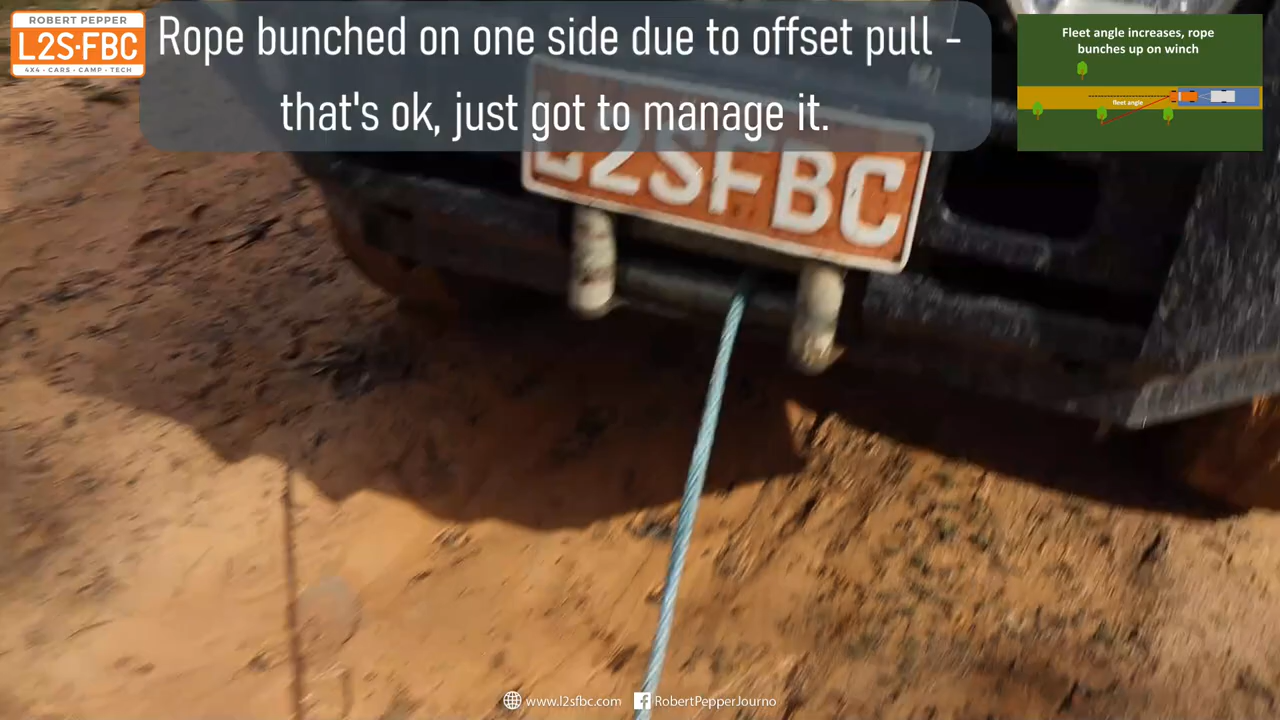 ROBERT PEPPER
L2S·FBC
4X4 • CARS • CAMP • TECH
Rope bunched on one side due to offset pull -
that's ok, just got to manage it.
Fleet angle increases, rope
bunches up on winch
fleet angle
L2SFBC
www.l2sfbc.com
RobertPepperJourno